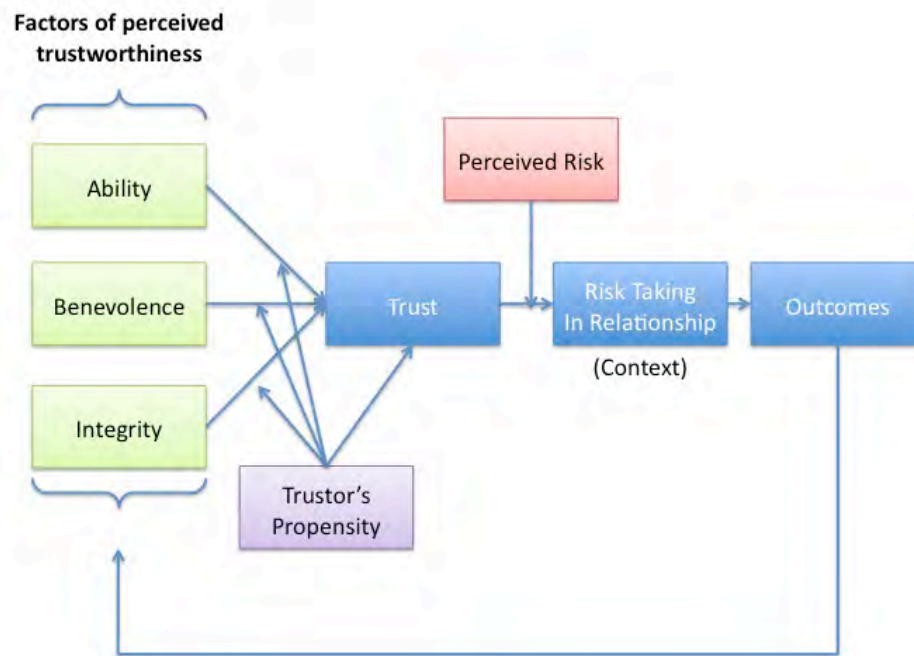 Factors of perceived
trustworthiness
Ability
Perceived Risk
Benevolence
Trust
Risk Taking
In Relationship
Outcomes
(Context)
Integrity
Trustor’s
Propensity